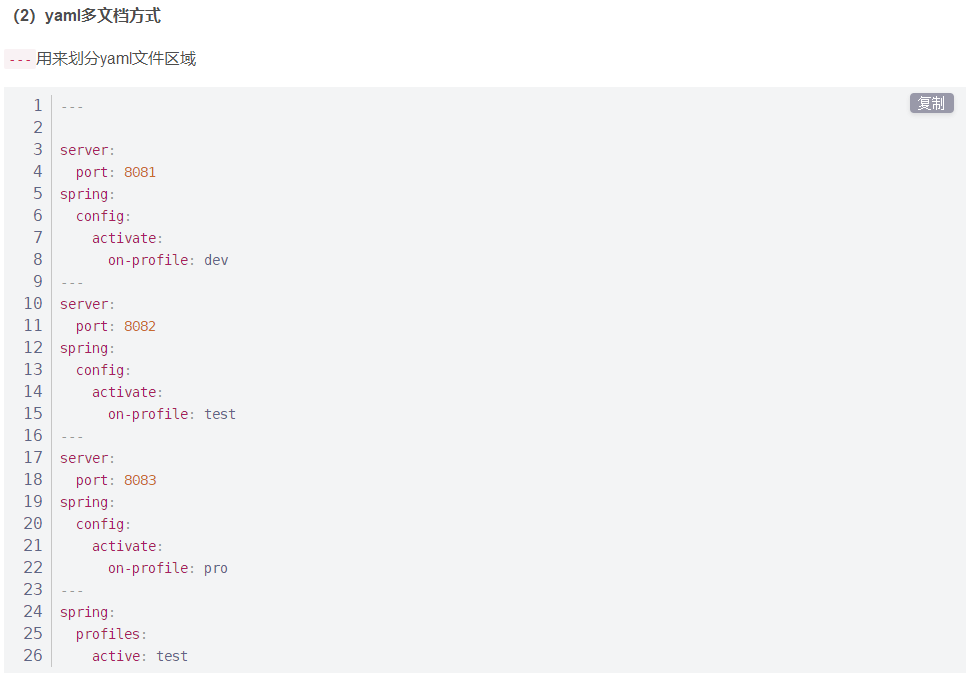 （2）yaml多文档方式
---用来划分yaml文件区域
复制
1 ---
2
3 server:
4   port: 8081
5 spring:
6   config:
7     activate:
8       on-profile: dev
9 ---
10 server:
11   port: 8082
12 spring:
13   config:
14     activate:
15       on-profile: test
16 ---
17 server:
18   port: 8083
19 spring:
20   config:
21     activate:
22       on-profile: pro
23 ---
24 spring:
25   profiles:
26     active: test